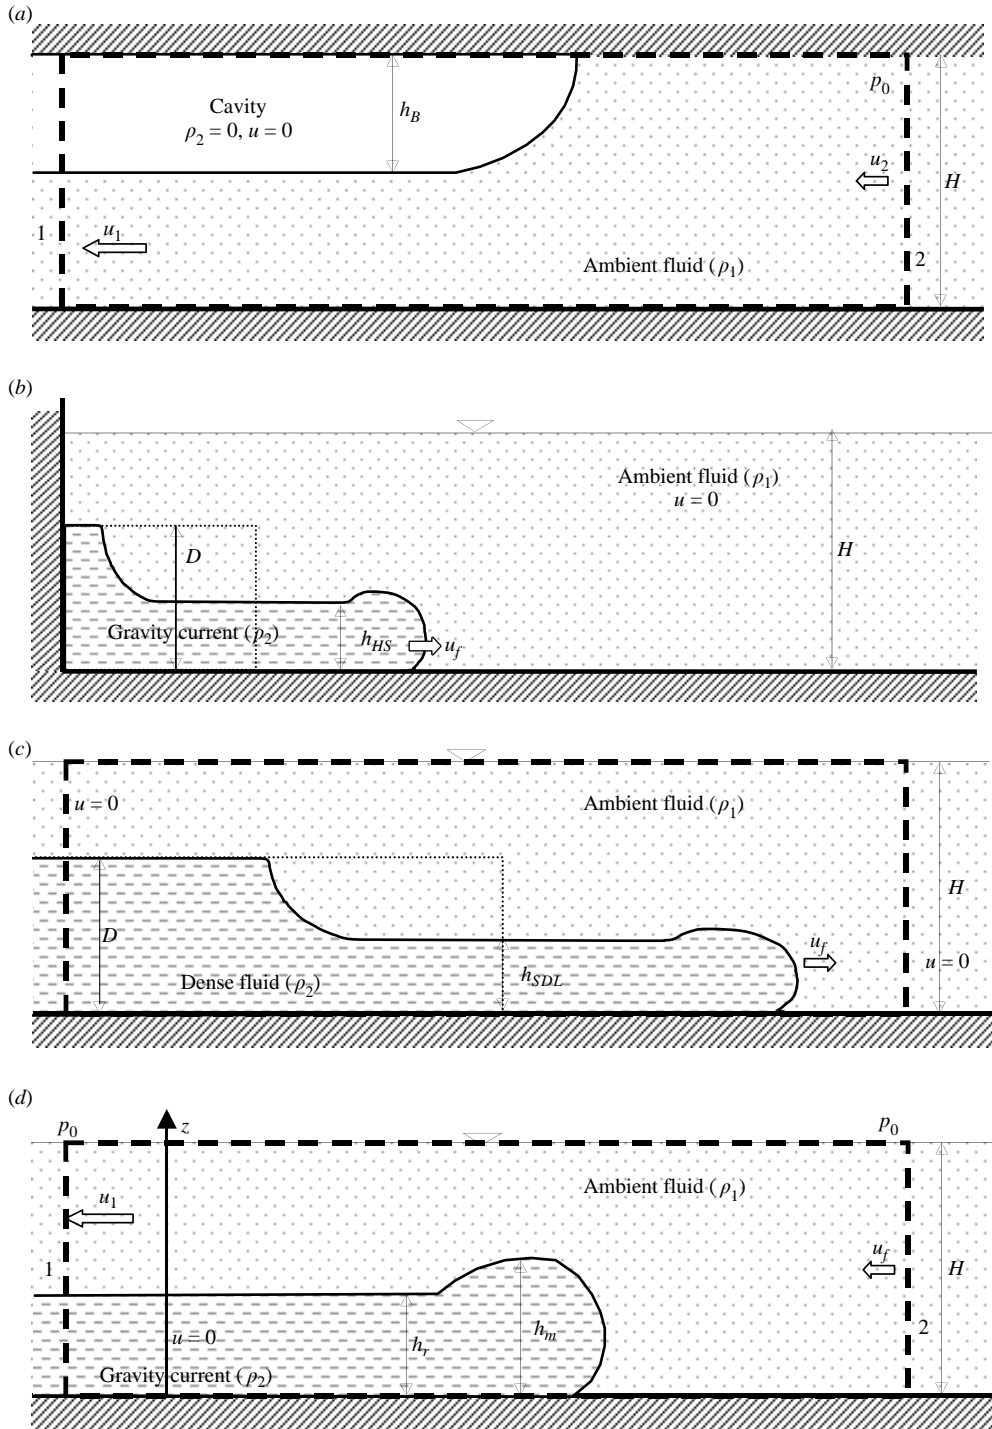 (a)
p0
Cavity
ρ2 = 0, u = 0
hB
u2
H
1
u1
Ambient fluid (ρ1)
2
(b)
Ambient fluid (ρ1)
u = 0
D
H
Gravity current (ρ2)
hHS
uf
(c)
u = 0
Ambient fluid (ρ1)
H
D
uf
hSDL
u = 0
Dense fluid (ρ2)
(d)
p0
z
p0
u1
Ambient fluid (ρ1)
1
uf
H
u = 0
hr
hm
2
Gravity current (ρ2)